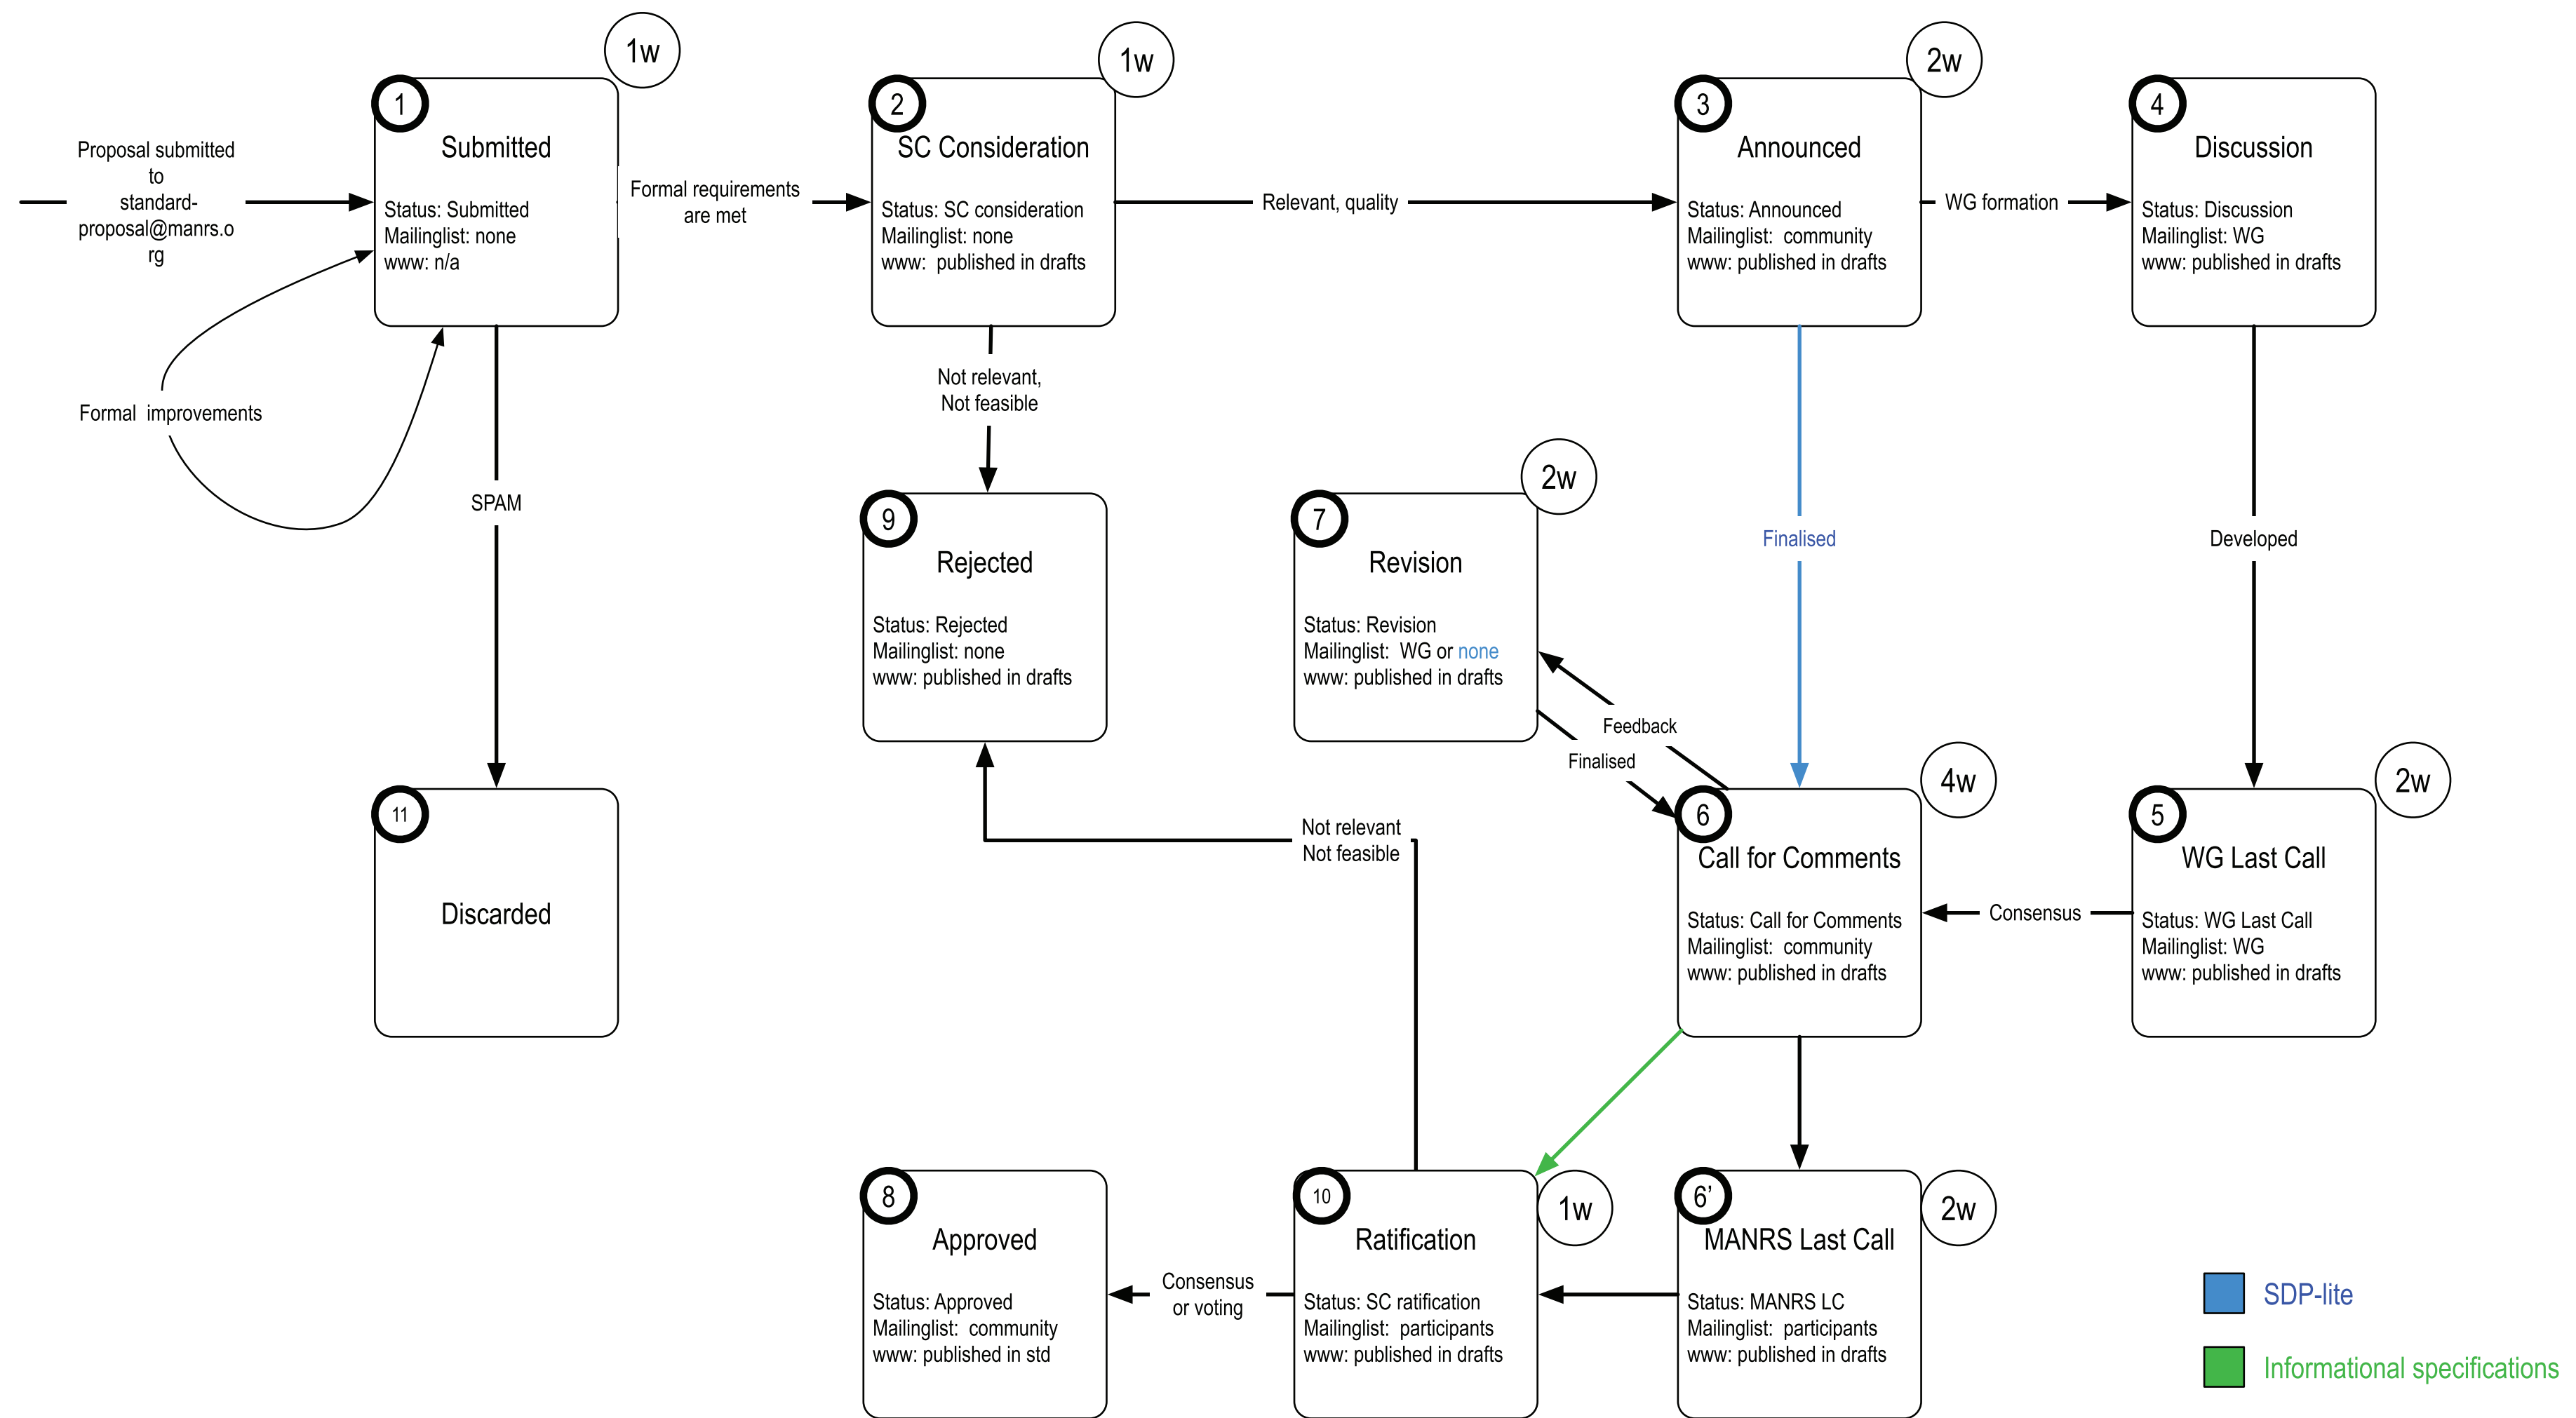 Proposal submitted
to
standard-
proposal@manrs.o
rg
Formal improvements
1w
1
Submitted
Status: Submitted
Mailinglist: none
www: n/a
Formal requirements
are met
SPAM
1w
2
SC Consideration
Status: SC consideration
Mailinglist: none
www: published in drafts
Relevant, quality
Not relevant,
Not feasible
2w
3
Announced
Status: Announced
Mailinglist: community
www: published in drafts
WG formation
Finalised
4
Discussion
Status: Discussion
Mailinglist: WG
www: published in drafts
Developed
9
Rejected
Status: Rejected
Mailinglist: none
www: published in drafts
2w
7
Revision
Status: Revision
Mailinglist: WG or none
www: published in drafts
Feedback
Finalised
11
Discarded
Not relevant
Not feasible
4w
6
Call for Comments
Status: Call for Comments
Mailinglist: community
www: published in drafts
Consensus
2w
5
WG Last Call
Status: WG Last Call
Mailinglist: WG
www: published in drafts
8
Approved
Status: Approved
Mailinglist: community
www: published in std
Consensus
or voting
1w
10
Ratification
Status: SC ratification
Mailinglist: participants
www: published in drafts
2w
6’
MANRS Last Call
Status: MANRS LC
Mailinglist: participants
www: published in drafts
SDP-lite
Informational specifications